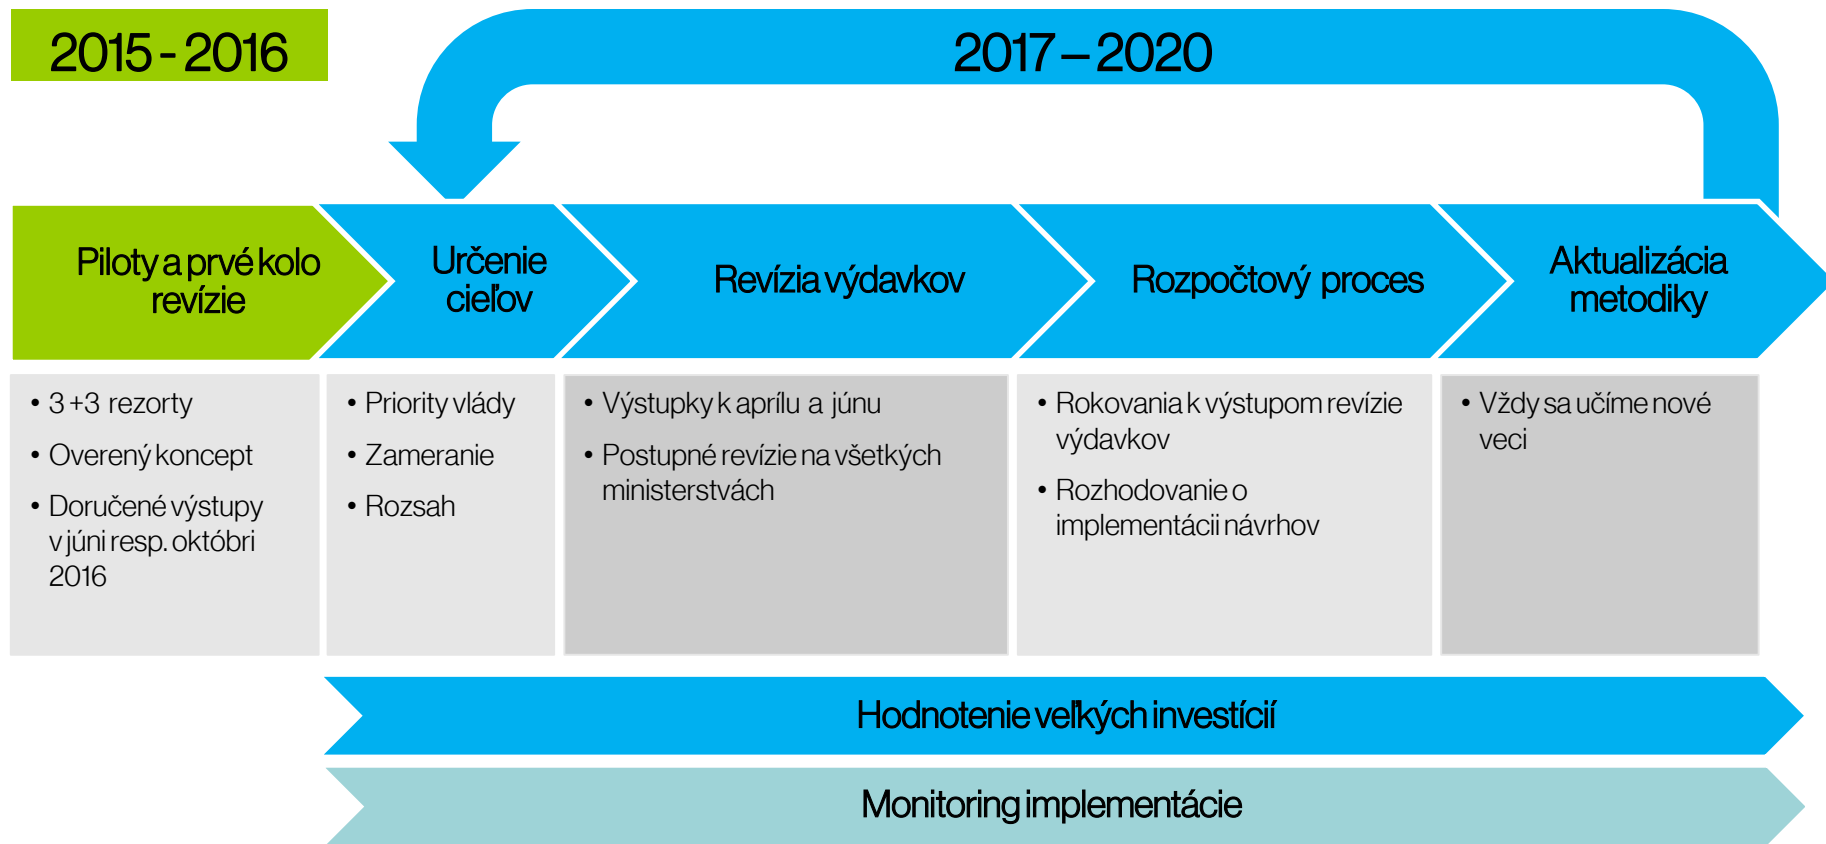 2015 - 2016
2017 – 2020
Piloty a prvé kolo
revízie
Určenie
cieľov
Revízia výdavkov
Rozpočtový proces
Aktualizácia
metodiky
• 3 +3 rezorty
• Overený koncept
• Doručené výstupy
v júni resp. októbri
2016
• Priority vlády
• Zameranie
• Rozsah
• Výstupky k aprílu a júnu
• Postupné revízie na všetkých
ministerstvách
• Rokovania k výstupom revízie
výdavkov
• Rozhodovanie o
implementácii návrhov
• Vždy sa učíme nové
veci
Hodnotenie veľkých investícií
Monitoring implementácie